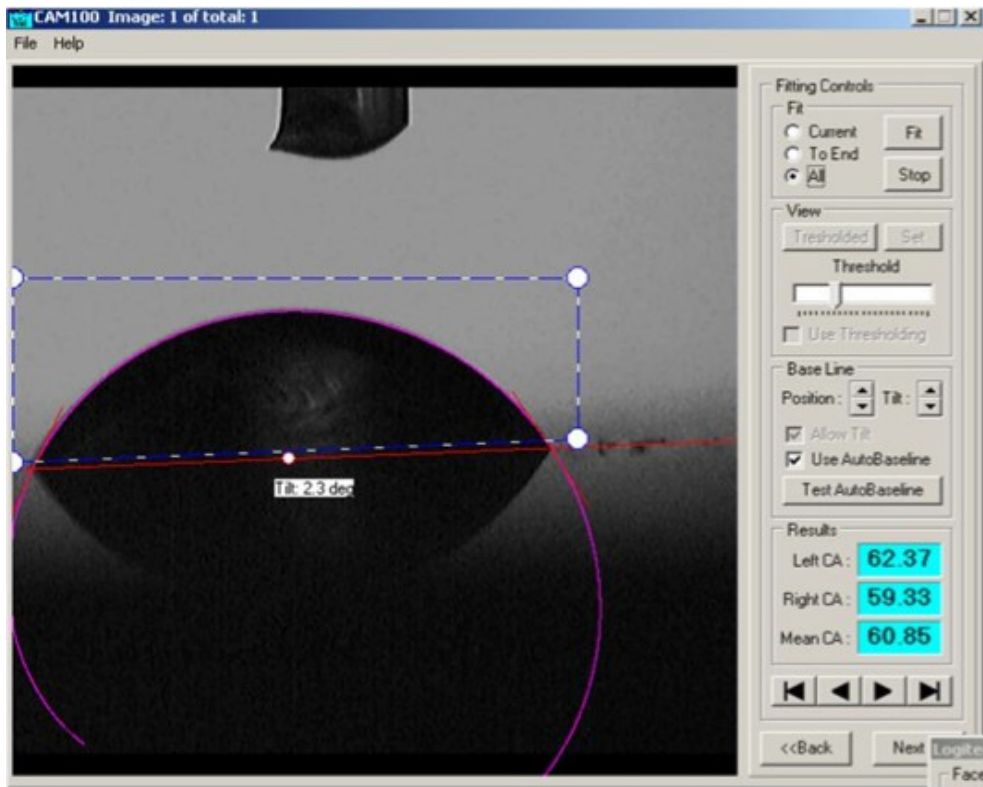 CAM100 Image: 1 of total: 1
File Help
Fitting Controls
Fit
Current
Fit
To End
All
Stop
View
Tresholded
Set
Threshold
Use Thresholding
Base Line
Position :
Tilt :
Allow Tilt
Use AutoBaseline
Test AutoBaseline
Tilt: 2.3 deg
Results
Left CA : 62.37
Right CA : 59.33
Mean CA : 60.85
<<Back
Next
Logite
Face